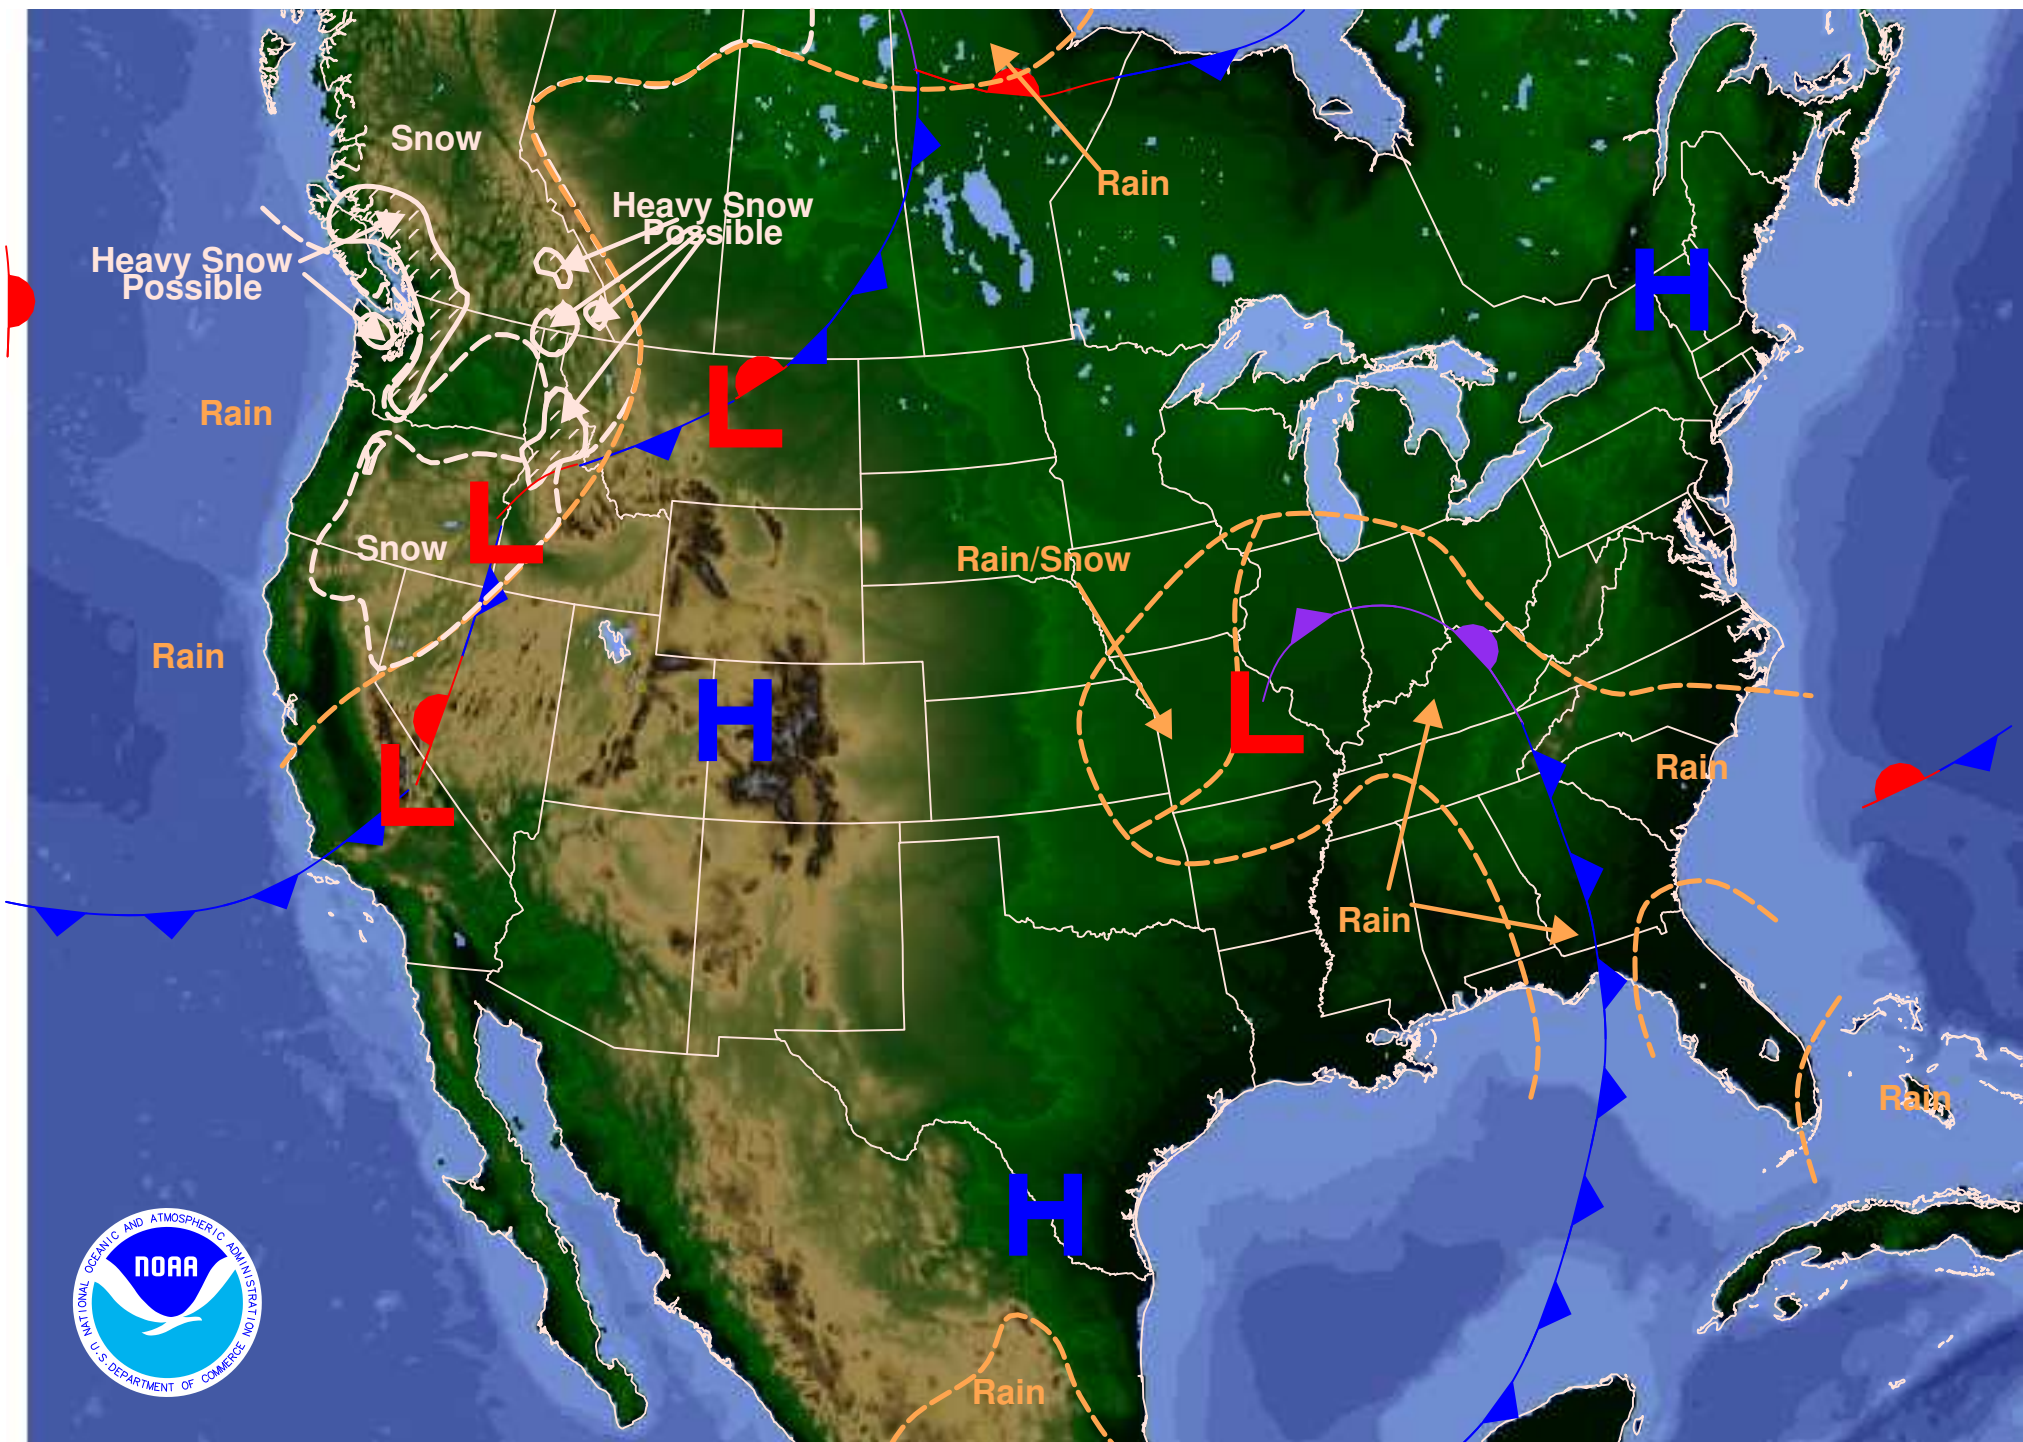 Snow
Rain
Heavy Snow
Possible
Heavy Snow
Possible
H
Rain
L
L
Snow
Rain/Snow
Rain
H
L
L
Rain
Rain
Rain
H
Rain
NOAA
NATIONAL OCEANIC AND ATMOSPHERIC ADMINISTRATION
U.S. DEPARTMENT OF COMMERCE
Rain